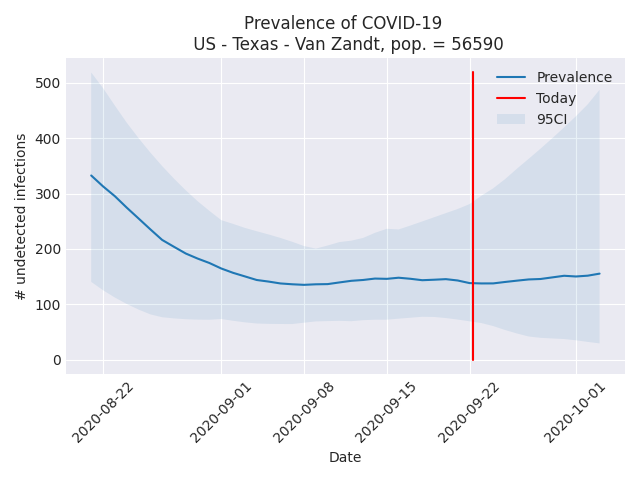 Prevalence of COVID-19
US - Texas - Van Zandt, pop. = 56590
# undetected infections
500
400
300
200
100
0
Prevalence
Today
95CI
2020-08-22
2020-09-01
2020-09-08
2020-09-15
2020-09-22
2020-10-01
Date